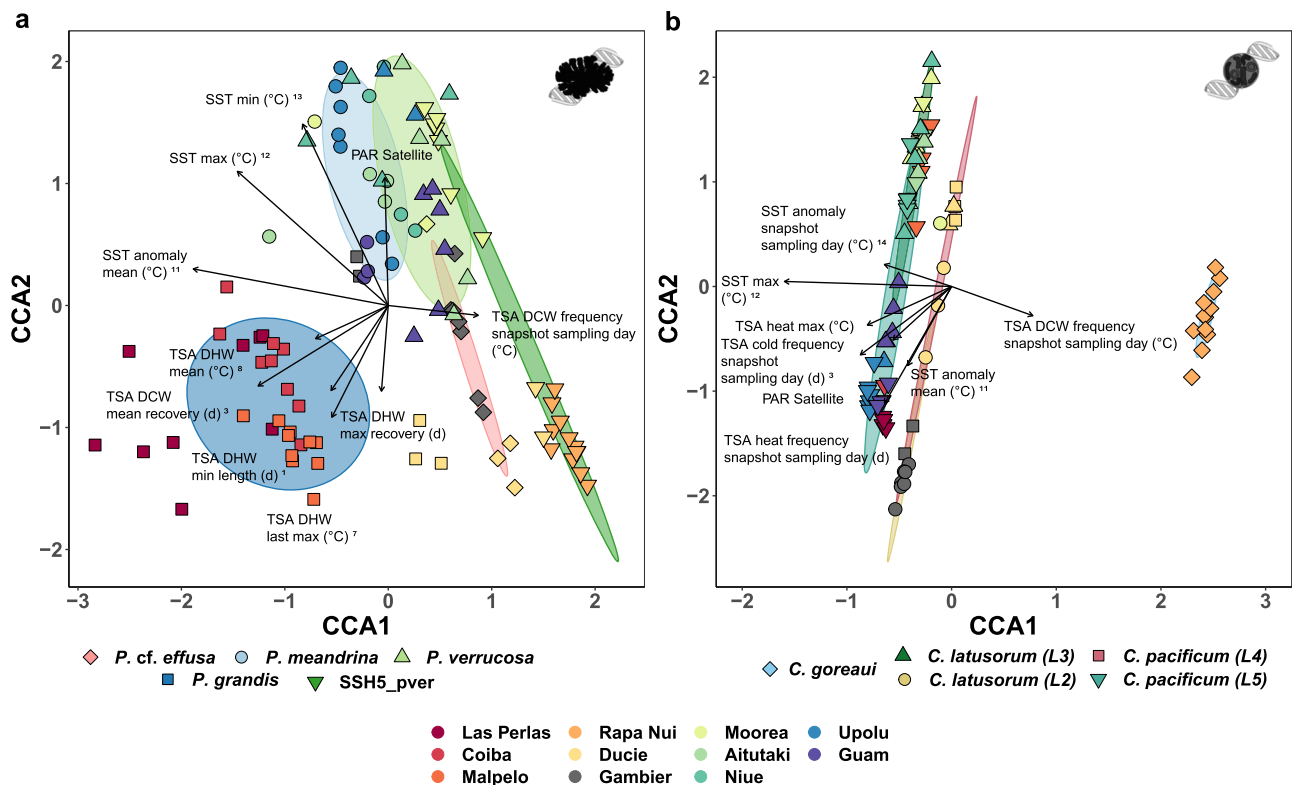 a
CCA2
2
1
0
−1
−2
SST min (°C) ¹³
SST max (°C) ¹²
PAR Satellite
SST anomaly
mean (°C) ¹¹
TSA DCW frequency
snapshot sampling day
(°C)
TSA DHW
mean (°C) ⁸
TSA DCW
mean recovery (d) ³
TSA DHW
max recovery (d)
TSA DHW
min length (d) ¹
TSA DHW
last max (°C) ⁷
−3
−2
−1
0
1
2
CCA1
P. cf. effusa
P. meandrina
P. verrucosa
P. grandis
SSH5_pver
b
CCA2
2
1
0
−1
−2
SST anomaly
snapshot
sampling day (°C) ¹⁴
SST max
(°C) ¹²
TSA heat max (°C)
TSA cold frequency
snapshot
sampling day (d) ³
PAR Satellite
TSA heat frequency
snapshot sampling day (d)
TSA DCW frequency
snapshot sampling day (°C)
SST anomaly
mean (°C) ¹¹
−2
−1
0
1
2
3
CCA1
C. goreaui
C. latusorum (L3)
C. pacificum (L4)
C. latusorum (L2)
C. pacificum (L5)
Las Perlas
Rapa Nui
Moorea
Upolu
Coiba
Ducie
Aitutaki
Guam
Malpelo
Gambier
Niue